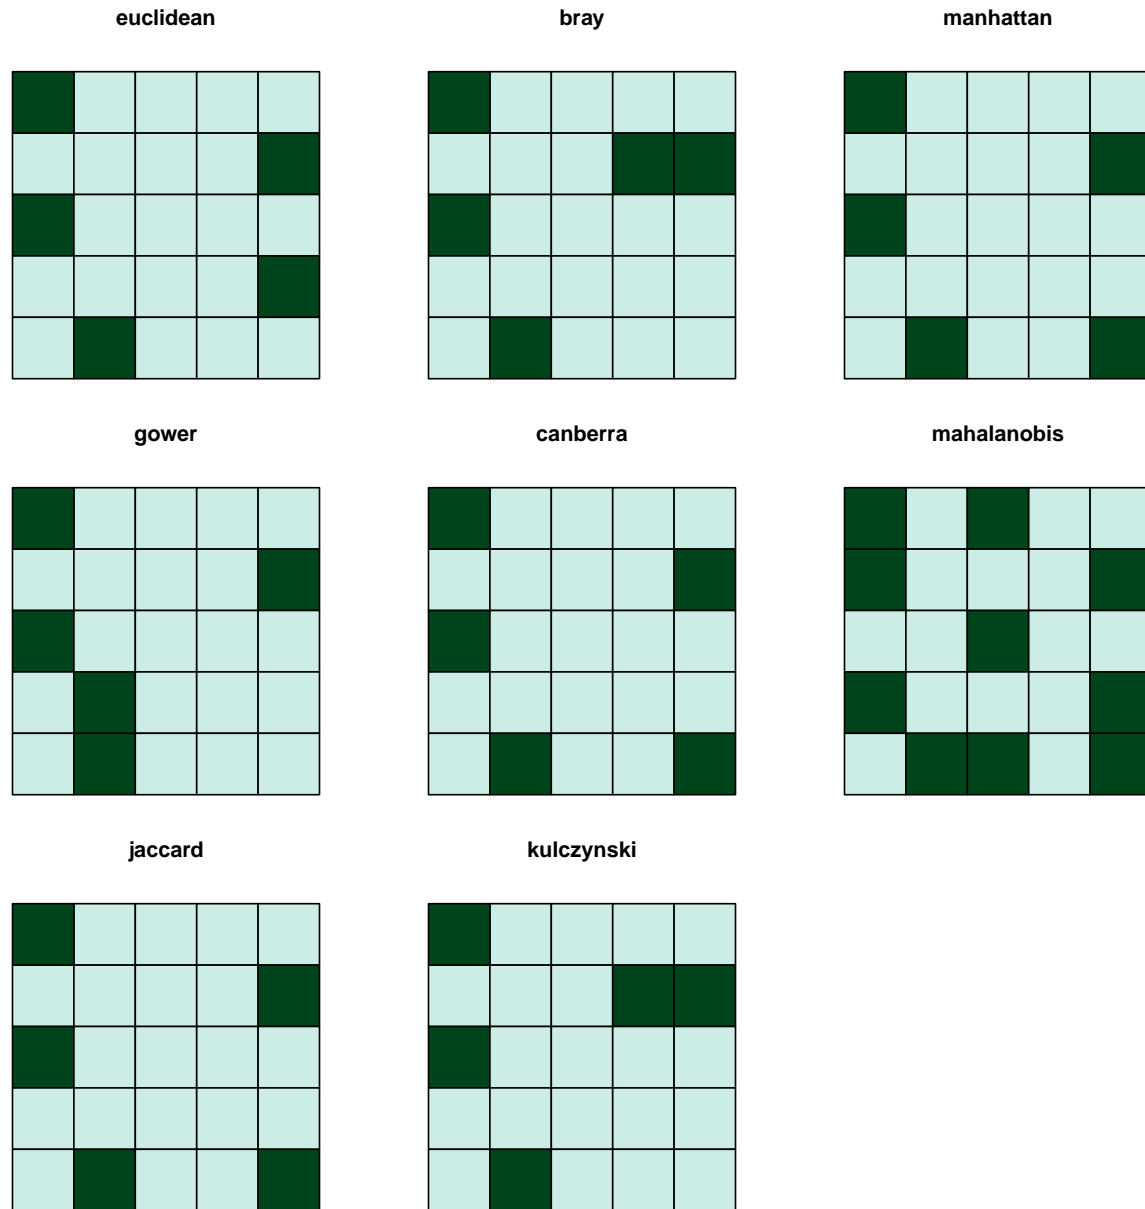 euclidean
bray
manhattan
gower
canberra
mahalanobis
jaccard
kulczynski